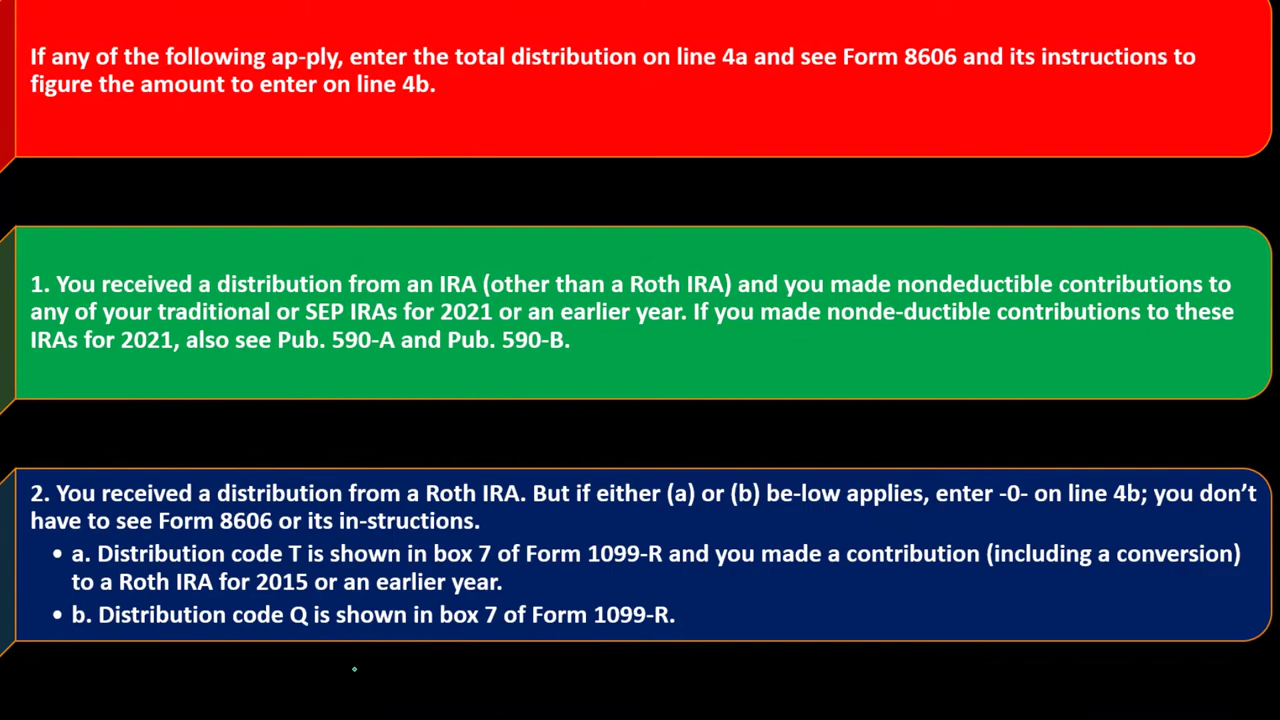 If any of the following ap-ply, enter the total distribution on line 4a and see Form 8606 and its instructions to
figure the amount to enter on line 4b.
1. You received a distribution from an IRA (other than a Roth IRA) and you made nondeductible contributions to
any of your traditional or SEP IRAs for 2021 or an earlier year. If you made nonde-ductible contributions to these
IRAs for 2021, also see Pub. 590-A and Pub. 590-B.
2. You received a distribution from a Roth IRA. But if either (a) or (b) be-low applies, enter -0- on line 4b; you don’t
have to see Form 8606 or its in-structions.
• a. Distribution code T is shown in box 7 of Form 1099-R and you made a contribution (including a conversion)
to a Roth IRA for 2015 or an earlier year.
• b. Distribution code Q is shown in box 7 of Form 1099-R.